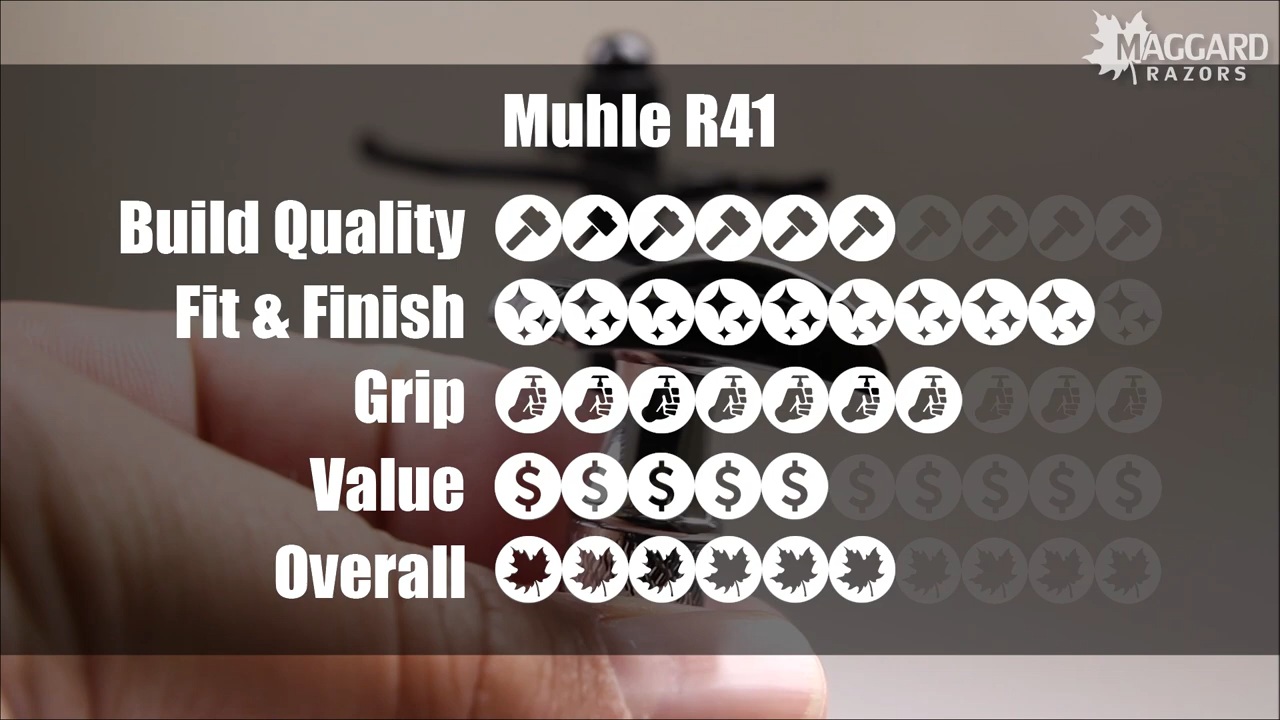 MAGGARD
RAZORS
Muhle R41
Build Quality
Fit & Finish
Grip
Value
$ $ $ $ $ $ $ $ $ $
Overall